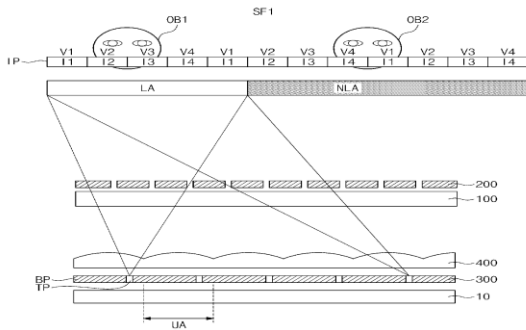 SF1
OB1 OB2
V1 V2 V3 V4 V1 V2 V3 V4 V1 V2 V3 V4
IP I1 I2 I3 I4 I1 I2 I3 I4 I1 I2 I3 I4
LA NLA
200
100
400
BP 300
TP
10
UA